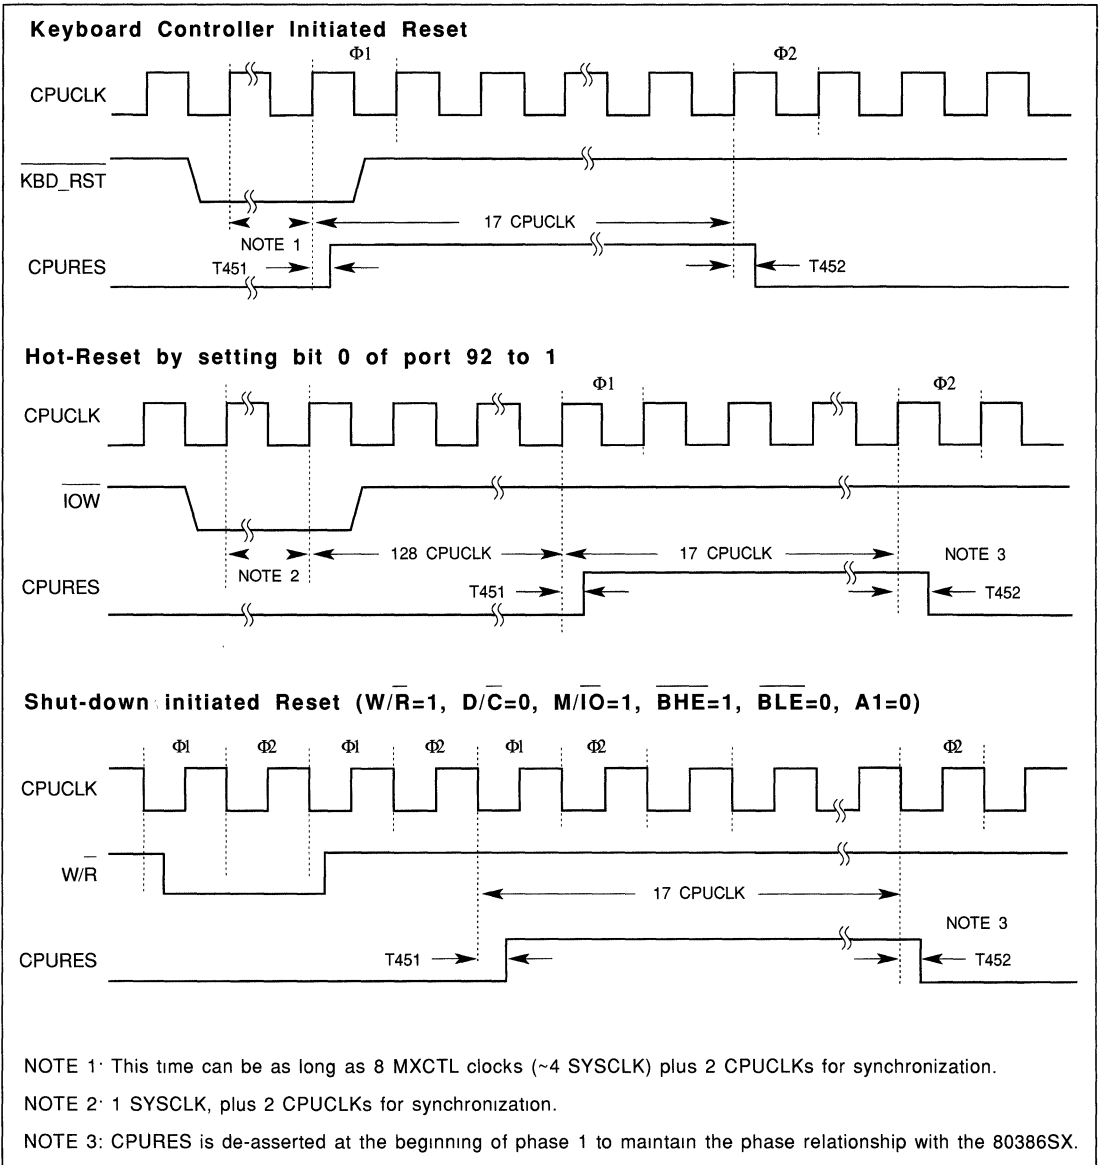 Keyboard Controller Initiated Reset
Φ1 Φ2
CPUCLK
KBD_RST
17 CPUCLK
NOTE 1
CPURES T451 T452
Hot-Reset by setting bit 0 of port 92 to 1
Φ1 Φ2
CPUCLK
IOW
128 CPUCLK 17 CPUCLK NOTE 3
NOTE 2
CPURES T451 T452
Shut-down initiated Reset (W/R̅=1, D/C̅=0, M/I̅O̅=1, B̅H̅E̅=1, B̅L̅E̅=0, A1=0)
Φ1 Φ2 Φ1 Φ2 Φ1 Φ2 Φ2
CPUCLK
W/R̅
17 CPUCLK
NOTE 3
CPURES T451 T452
NOTE 1: This time can be as long as 8 MXCTL clocks (~4 SYSCLK) plus 2 CPUCLKs for synchronization.
NOTE 2: 1 SYSCLK, plus 2 CPUCLKs for synchronization.
NOTE 3: CPURES is de-asserted at the beginning of phase 1 to maintain the phase relationship with the 80386SX.